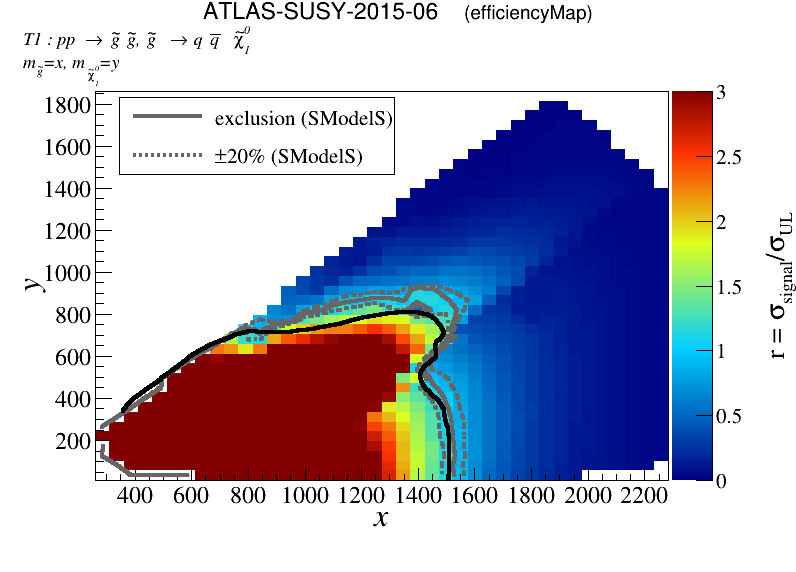 ATLAS-SUSY-2015-06 (efficiencyMap)
T1 : pp → g̃ g̃, g̃ → q q̅ χ̃₁⁰
m_g̃=x, m_χ̃₁⁰=y
exclusion (SModelS)
±20% (SModelS)
1800
1600
1400
1200
1000
800
600
400
200
y
400 600 800 1000 1200 1400 1600 1800 2000 2200
x
3
2.5
2
1.5
1
0.5
0
r = σ_signal/σ_UL